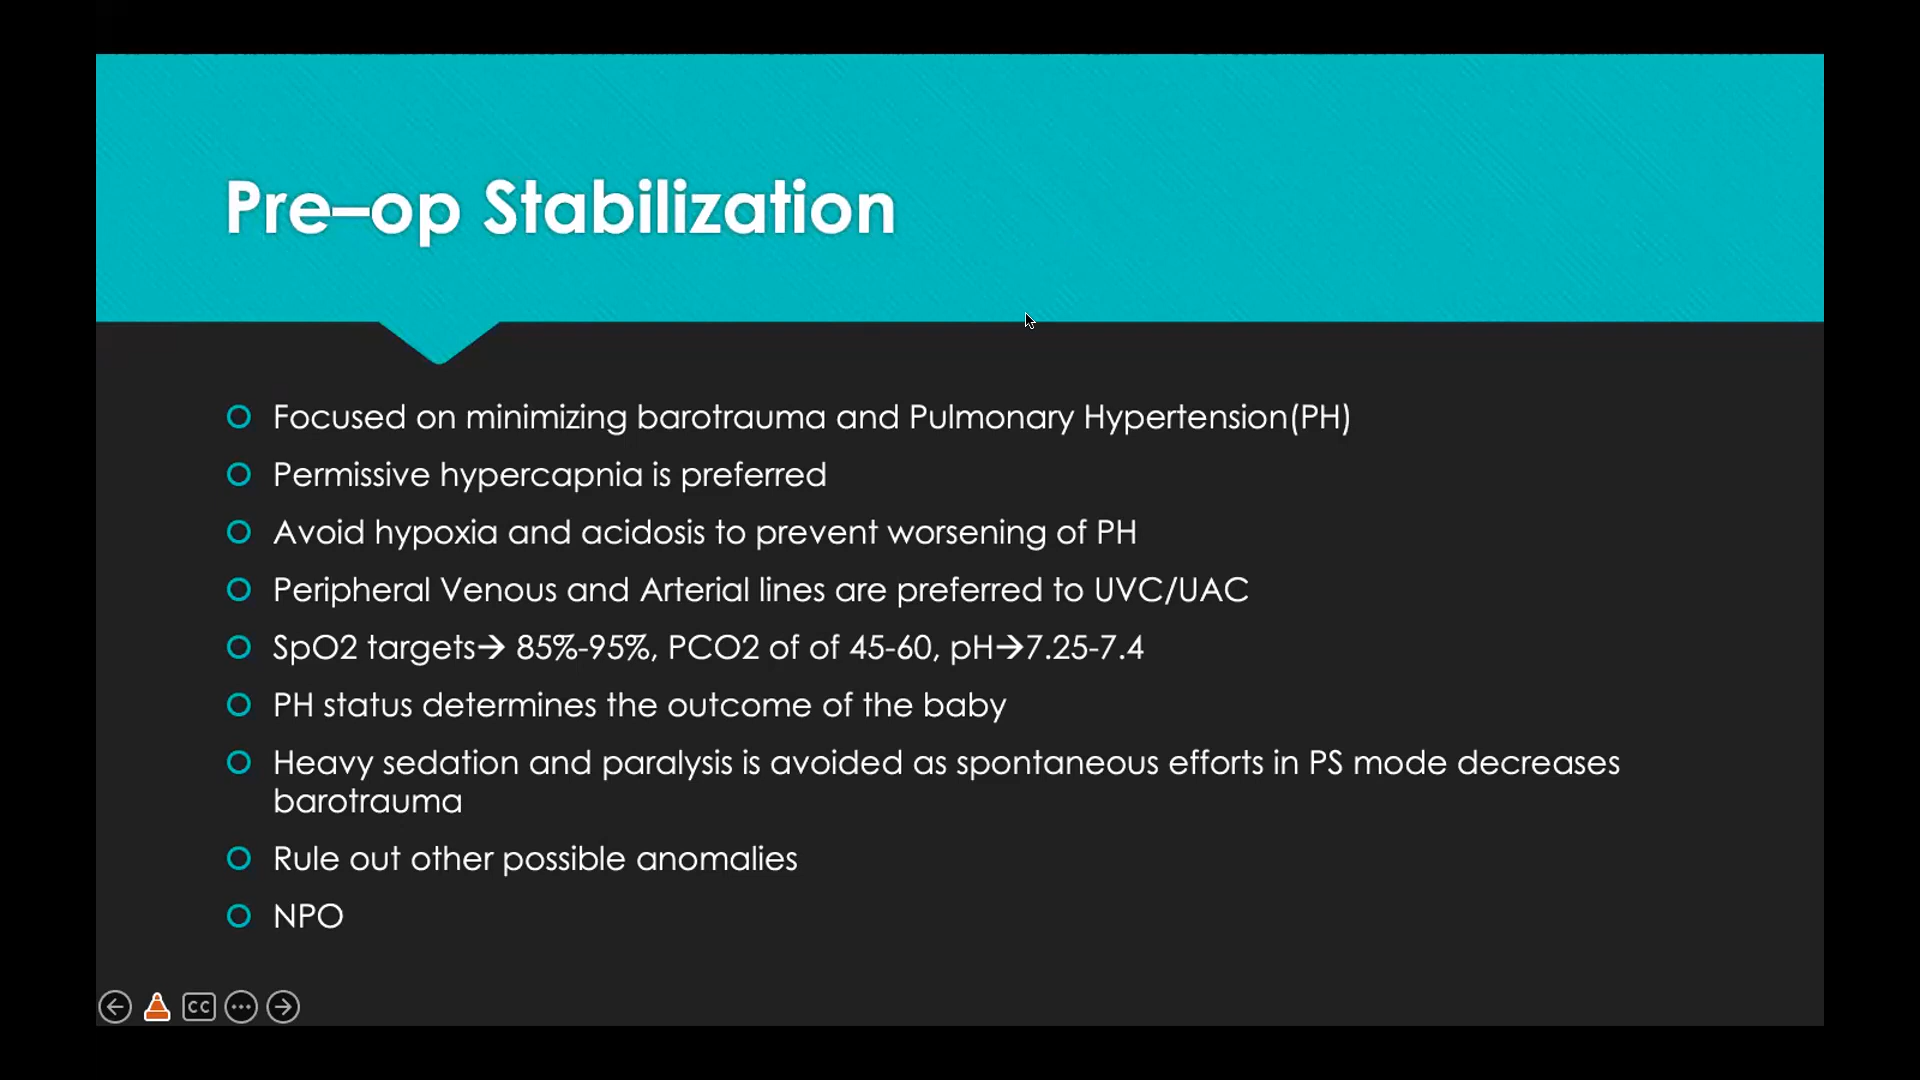 Pre–op Stabilization
Focused on minimizing barotrauma and Pulmonary Hypertension(PH)
Permissive hypercapnia is preferred
Avoid hypoxia and acidosis to prevent worsening of PH
Peripheral Venous and Arterial lines are preferred to UVC/UAC
SpO2 targets→ 85%-95%, PCO2 of of 45-60, pH→7.25-7.4
PH status determines the outcome of the baby
Heavy sedation and paralysis is avoided as spontaneous efforts in PS mode decreases
barotrauma
Rule out other possible anomalies
NPO
CC